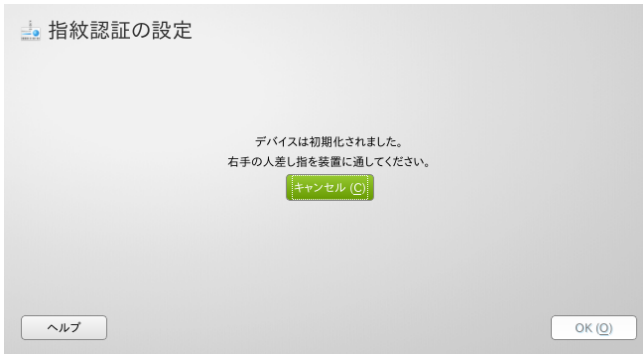 指紋認証の設定
デバイスは初期化されました。
右手の人差し指を装置に通してください。
キャンセル (C)
ヘルプ
OK (O)